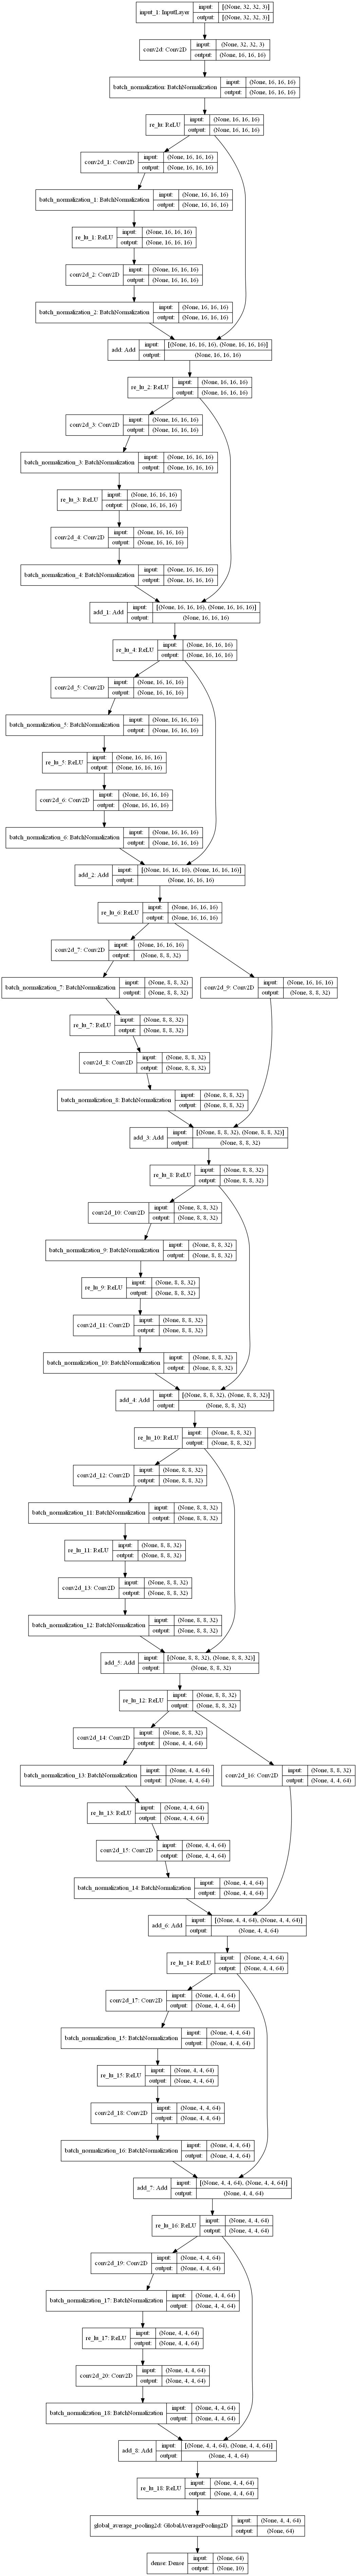 input_1: InputLayer input: [(None, 32, 32, 3)]
output: [(None, 32, 32, 3)]
conv2d: Conv2D input: (None, 32, 32, 3)
output: (None, 16, 16, 16)
batch_normalization: BatchNormalization input: (None, 16, 16, 16)
output: (None, 16, 16, 16)
re_lu: ReLU input: (None, 16, 16, 16)
output: (None, 16, 16, 16)
conv2d_1: Conv2D input: (None, 16, 16, 16)
output: (None, 16, 16, 16)
batch_normalization_1: BatchNormalization input: (None, 16, 16, 16)
output: (None, 16, 16, 16)
re_lu_1: ReLU input: (None, 16, 16, 16)
output: (None, 16, 16, 16)
conv2d_2: Conv2D input: (None, 16, 16, 16)
output: (None, 16, 16, 16)
batch_normalization_2: BatchNormalization input: (None, 16, 16, 16)
output: (None, 16, 16, 16)
add: Add input: [(None, 16, 16, 16), (None, 16, 16, 16)]
output: (None, 16, 16, 16)
re_lu_2: ReLU input: (None, 16, 16, 16)
output: (None, 16, 16, 16)
conv2d_3: Conv2D input: (None, 16, 16, 16)
output: (None, 16, 16, 16)
batch_normalization_3: BatchNormalization input: (None, 16, 16, 16)
output: (None, 16, 16, 16)
re_lu_3: ReLU input: (None, 16, 16, 16)
output: (None, 16, 16, 16)
conv2d_4: Conv2D input: (None, 16, 16, 16)
output: (None, 16, 16, 16)
batch_normalization_4: BatchNormalization input: (None, 16, 16, 16)
output: (None, 16, 16, 16)
add_1: Add input: [(None, 16, 16, 16), (None, 16, 16, 16)]
output: (None, 16, 16, 16)
re_lu_4: ReLU input: (None, 16, 16, 16)
output: (None, 16, 16, 16)
conv2d_5: Conv2D input: (None, 16, 16, 16)
output: (None, 16, 16, 16)
batch_normalization_5: BatchNormalization input: (None, 16, 16, 16)
output: (None, 16, 16, 16)
re_lu_5: ReLU input: (None, 16, 16, 16)
output: (None, 16, 16, 16)
conv2d_6: Conv2D input: (None, 16, 16, 16)
output: (None, 16, 16, 16)
batch_normalization_6: BatchNormalization input: (None, 16, 16, 16)
output: (None, 16, 16, 16)
add_2: Add input: [(None, 16, 16, 16), (None, 16, 16, 16)]
output: (None, 16, 16, 16)
re_lu_6: ReLU input: (None, 16, 16, 16)
output: (None, 16, 16, 16)
conv2d_7: Conv2D input: (None, 16, 16, 16)
output: (None, 8, 8, 32)
batch_normalization_7: BatchNormalization input: (None, 8, 8, 32)
output: (None, 8, 8, 32)
conv2d_9: Conv2D input: (None, 16, 16, 16)
output: (None, 8, 8, 32)
re_lu_7: ReLU input: (None, 8, 8, 32)
output: (None, 8, 8, 32)
conv2d_8: Conv2D input: (None, 8, 8, 32)
output: (None, 8, 8, 32)
batch_normalization_8: BatchNormalization input: (None, 8, 8, 32)
output: (None, 8, 8, 32)
add_3: Add input: [(None, 8, 8, 32), (None, 8, 8, 32)]
output: (None, 8, 8, 32)
re_lu_8: ReLU input: (None, 8, 8, 32)
output: (None, 8, 8, 32)
conv2d_10: Conv2D input: (None, 8, 8, 32)
output: (None, 8, 8, 32)
batch_normalization_9: BatchNormalization input: (None, 8, 8, 32)
output: (None, 8, 8, 32)
re_lu_9: ReLU input: (None, 8, 8, 32)
output: (None, 8, 8, 32)
conv2d_11: Conv2D input: (None, 8, 8, 32)
output: (None, 8, 8, 32)
batch_normalization_10: BatchNormalization input: (None, 8, 8, 32)
output: (None, 8, 8, 32)
add_4: Add input: [(None, 8, 8, 32), (None, 8, 8, 32)]
output: (None, 8, 8, 32)
re_lu_10: ReLU input: (None, 8, 8, 32)
output: (None, 8, 8, 32)
conv2d_12: Conv2D input: (None, 8, 8, 32)
output: (None, 8, 8, 32)
batch_normalization_11: BatchNormalization input: (None, 8, 8, 32)
output: (None, 8, 8, 32)
re_lu_11: ReLU input: (None, 8, 8, 32)
output: (None, 8, 8, 32)
conv2d_13: Conv2D input: (None, 8, 8, 32)
output: (None, 8, 8, 32)
batch_normalization_12: BatchNormalization input: (None, 8, 8, 32)
output: (None, 8, 8, 32)
add_5: Add input: [(None, 8, 8, 32), (None, 8, 8, 32)]
output: (None, 8, 8, 32)
re_lu_12: ReLU input: (None, 8, 8, 32)
output: (None, 8, 8, 32)
conv2d_14: Conv2D input: (None, 8, 8, 32)
output: (None, 4, 4, 64)
batch_normalization_13: BatchNormalization input: (None, 4, 4, 64)
output: (None, 4, 4, 64)
conv2d_16: Conv2D input: (None, 8, 8, 32)
output: (None, 4, 4, 64)
re_lu_13: ReLU input: (None, 4, 4, 64)
output: (None, 4, 4, 64)
conv2d_15: Conv2D input: (None, 4, 4, 64)
output: (None, 4, 4, 64)
batch_normalization_14: BatchNormalization input: (None, 4, 4, 64)
output: (None, 4, 4, 64)
add_6: Add input: [(None, 4, 4, 64), (None, 4, 4, 64)]
output: (None, 4, 4, 64)
re_lu_14: ReLU input: (None, 4, 4, 64)
output: (None, 4, 4, 64)
conv2d_17: Conv2D input: (None, 4, 4, 64)
output: (None, 4, 4, 64)
batch_normalization_15: BatchNormalization input: (None, 4, 4, 64)
output: (None, 4, 4, 64)
re_lu_15: ReLU input: (None, 4, 4, 64)
output: (None, 4, 4, 64)
conv2d_18: Conv2D input: (None, 4, 4, 64)
output: (None, 4, 4, 64)
batch_normalization_16: BatchNormalization input: (None, 4, 4, 64)
output: (None, 4, 4, 64)
add_7: Add input: [(None, 4, 4, 64), (None, 4, 4, 64)]
output: (None, 4, 4, 64)
re_lu_16: ReLU input: (None, 4, 4, 64)
output: (None, 4, 4, 64)
conv2d_19: Conv2D input: (None, 4, 4, 64)
output: (None, 4, 4, 64)
batch_normalization_17: BatchNormalization input: (None, 4, 4, 64)
output: (None, 4, 4, 64)
re_lu_17: ReLU input: (None, 4, 4, 64)
output: (None, 4, 4, 64)
conv2d_20: Conv2D input: (None, 4, 4, 64)
output: (None, 4, 4, 64)
batch_normalization_18: BatchNormalization input: (None, 4, 4, 64)
output: (None, 4, 4, 64)
add_8: Add input: [(None, 4, 4, 64), (None, 4, 4, 64)]
output: (None, 4, 4, 64)
re_lu_18: ReLU input: (None, 4, 4, 64)
output: (None, 4, 4, 64)
global_average_pooling2d: GlobalAveragePooling2D input: (None, 4, 4, 64)
output: (None, 64)
dense: Dense input: (None, 64)
output: (None, 10)